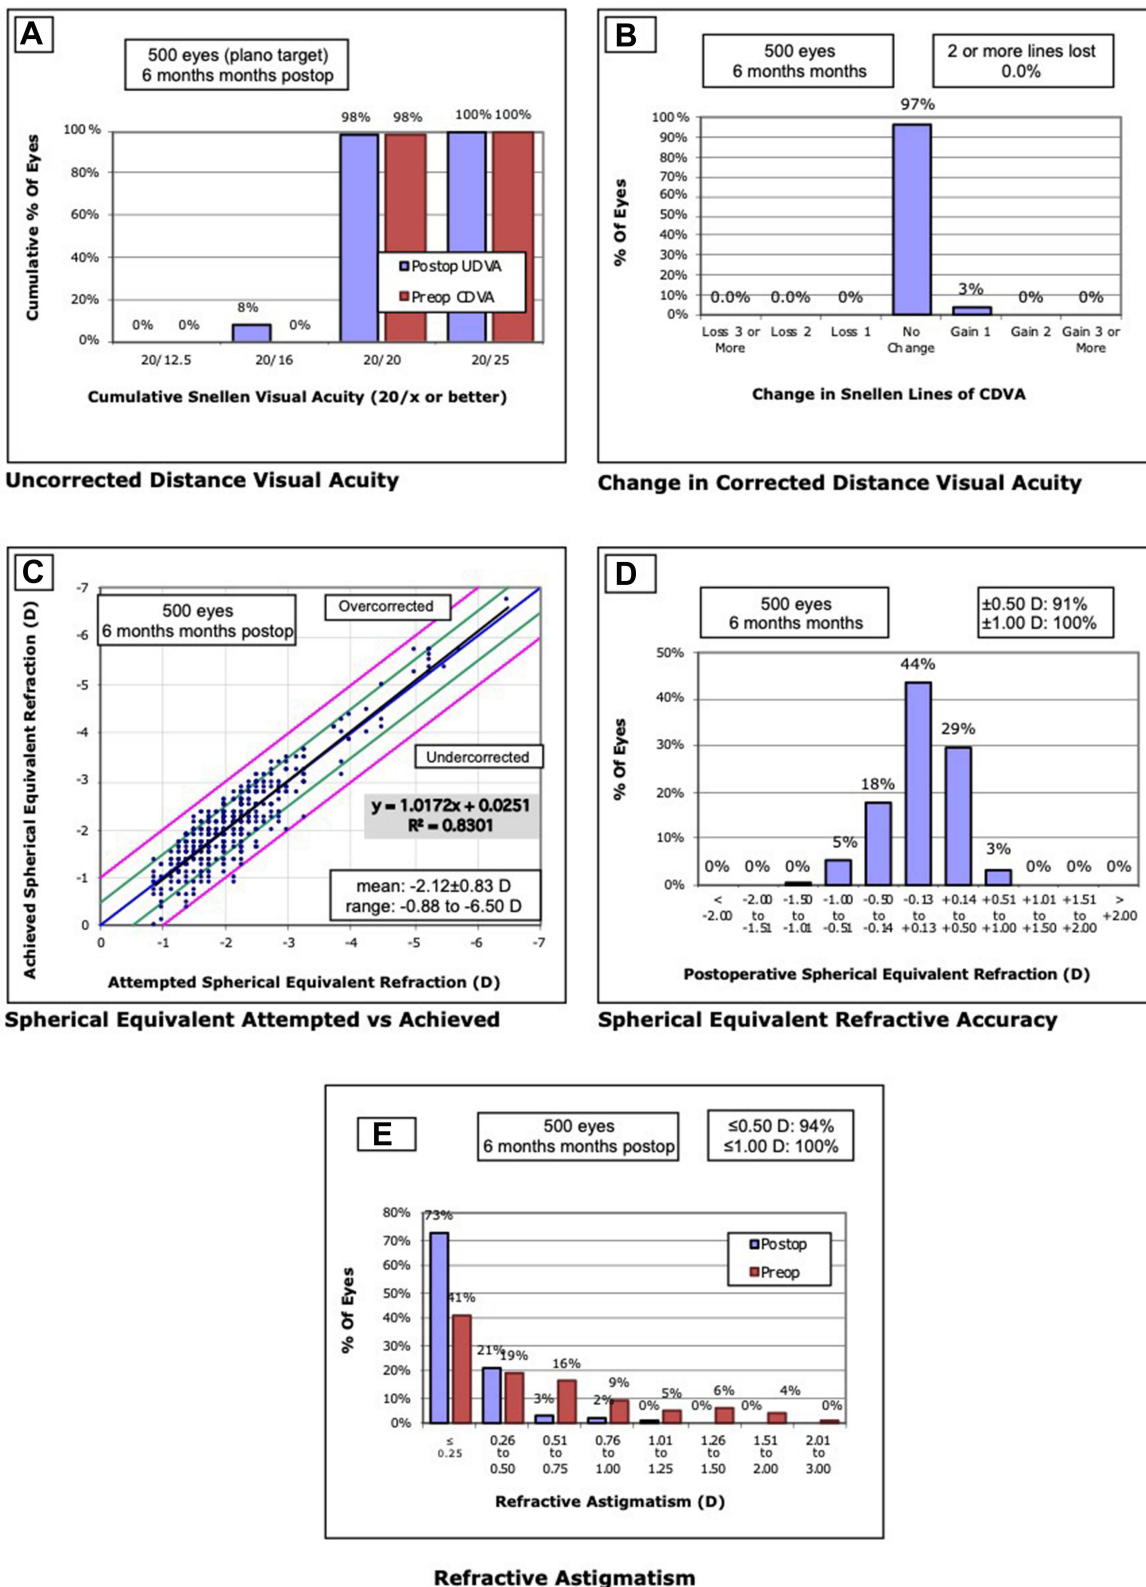 A
500 eyes (plano target)
6 months months postop
Cumulative % Of Eyes
100 %
80%
60%
40%
20%
0%
0%
0%
8%
0%
98%
98%
100%
100%
Postop UDVA
Preop CDVA
20/12.5
20/16
20/20
20/25
Cumulative Snellen Visual Acuity (20/x or better)
Uncorrected Distance Visual Acuity
B
500 eyes
6 months months
2 or more lines lost
0.0%
% Of Eyes
100 %
90%
80%
70%
60%
50%
40%
30%
20%
10%
0%
0.0%
0.0%
0%
97%
3%
0%
0%
Loss 3 or
More
Loss 2
Loss 1
No
Change
Gain 1
Gain 2
Gain 3 or
More
Change in Snellen Lines of CDVA
Change in Corrected Distance Visual Acuity
C
500 eyes
6 months months postop
Overcorrected
Undercorrected
y = 1.0172x + 0.0251
R² = 0.8301
mean: -2.12±0.83 D
range: -0.88 to -6.50 D
Achieved Spherical Equivalent Refraction (D)
-7
-6
-5
-4
-3
-2
-1
0
0
-1
-2
-3
-4
-5
-6
-7
Attempted Spherical Equivalent Refraction (D)
Spherical Equivalent Attempted vs Achieved
D
500 eyes
6 months months
±0.50 D: 91%
±1.00 D: 100%
% Of Eyes
50%
40%
30%
20%
10%
0%
0%
0%
0%
5%
18%
44%
29%
3%
0%
0%
0%
<
-2.00
-2.00
to
-1.51
-1.50
to
-1.01
-1.00
to
-0.51
-0.50
to
-0.14
-0.13
to
+0.13
+0.14
to
+0.50
+0.51
to
+1.00
+1.01
to
+1.50
+1.51
to
+2.00
>
+2.00
Postoperative Spherical Equivalent Refraction (D)
Spherical Equivalent Refractive Accuracy
E
500 eyes
6 months months postop
≤0.50 D: 94%
≤1.00 D: 100%
% Of Eyes
80%
70%
60%
50%
40%
30%
20%
10%
0%
73%
41%
21%
19%
3%
16%
2%
9%
0%
5%
0%
6%
0%
4%
0%
Postop
Preop
≤
0.25
0.26
to
0.50
0.51
to
0.75
0.76
to
1.00
1.01
to
1.25
1.26
to
1.50
1.51
to
2.00
2.01
to
3.00
Refractive Astigmatism (D)
Refractive Astigmatism